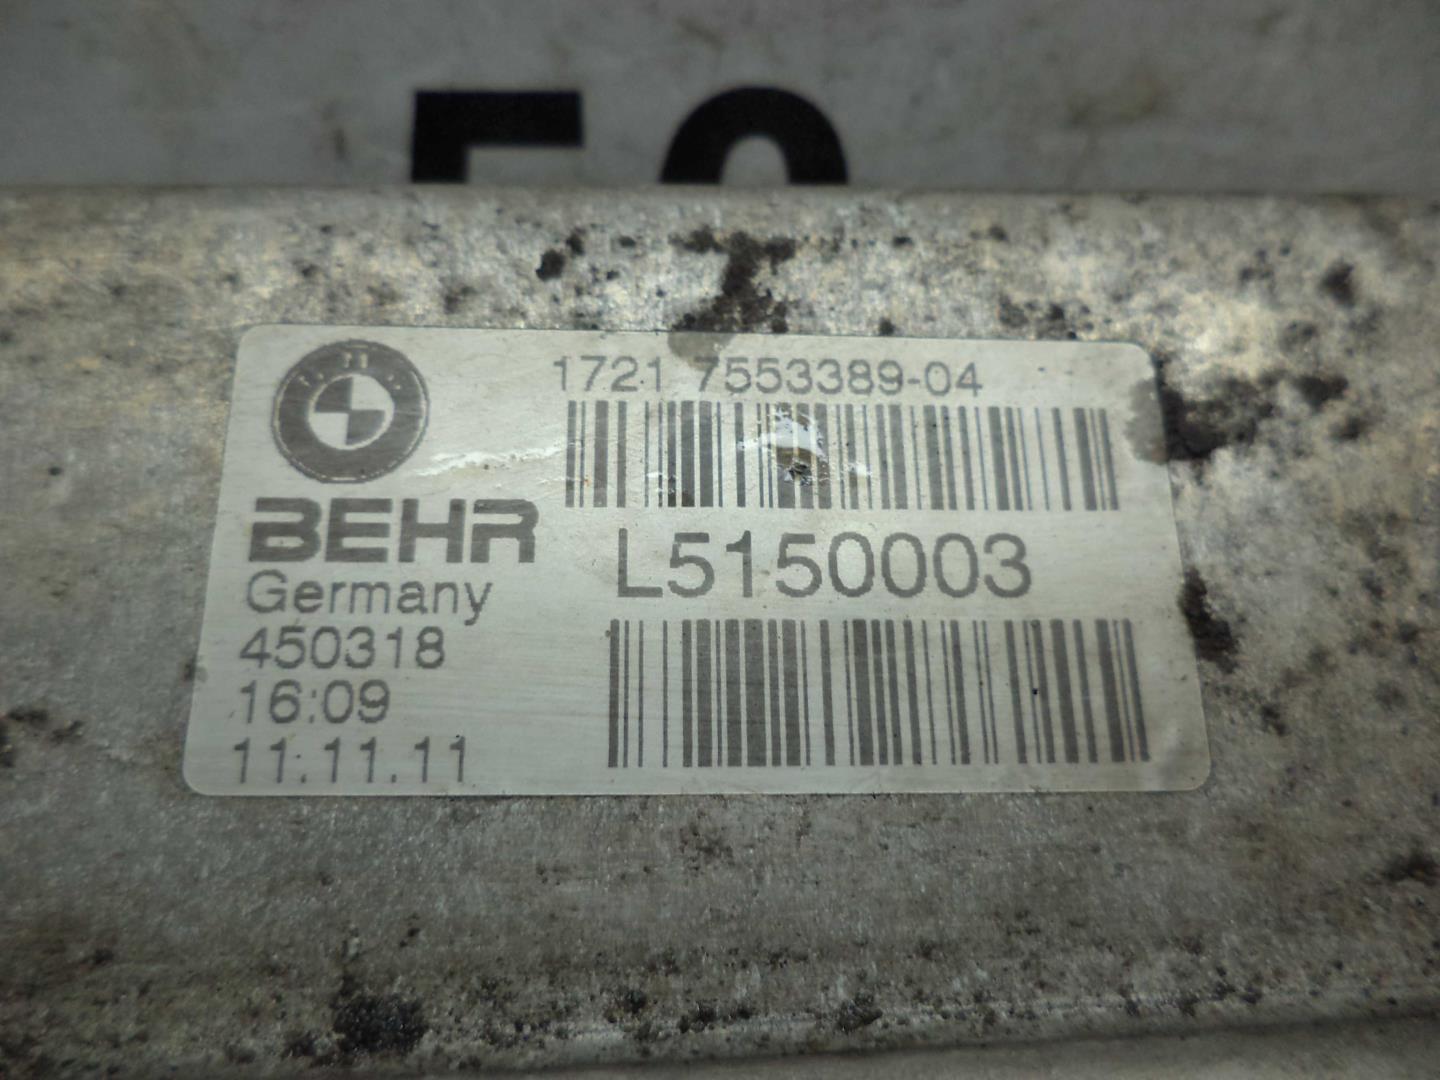 1721 7553389-04
BEHR
L5150003
Germany
450318
16:09
11.11.11